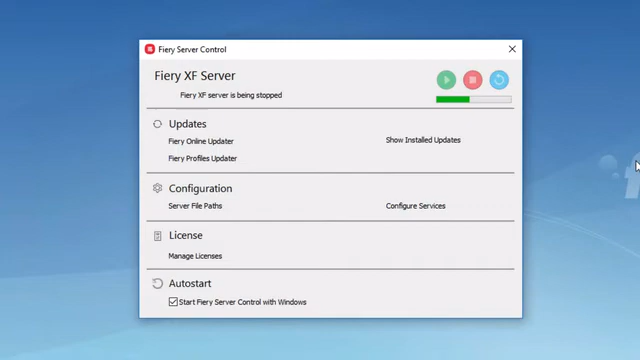 Fiery Server Control
Fiery XF Server
Fiery XF server is being stopped
Updates
Fiery Online Updater
Show Installed Updates
Fiery Profiles Updater
Configuration
Server File Paths
Configure Services
License
Manage Licenses
Autostart
Start Fiery Server Control with Windows